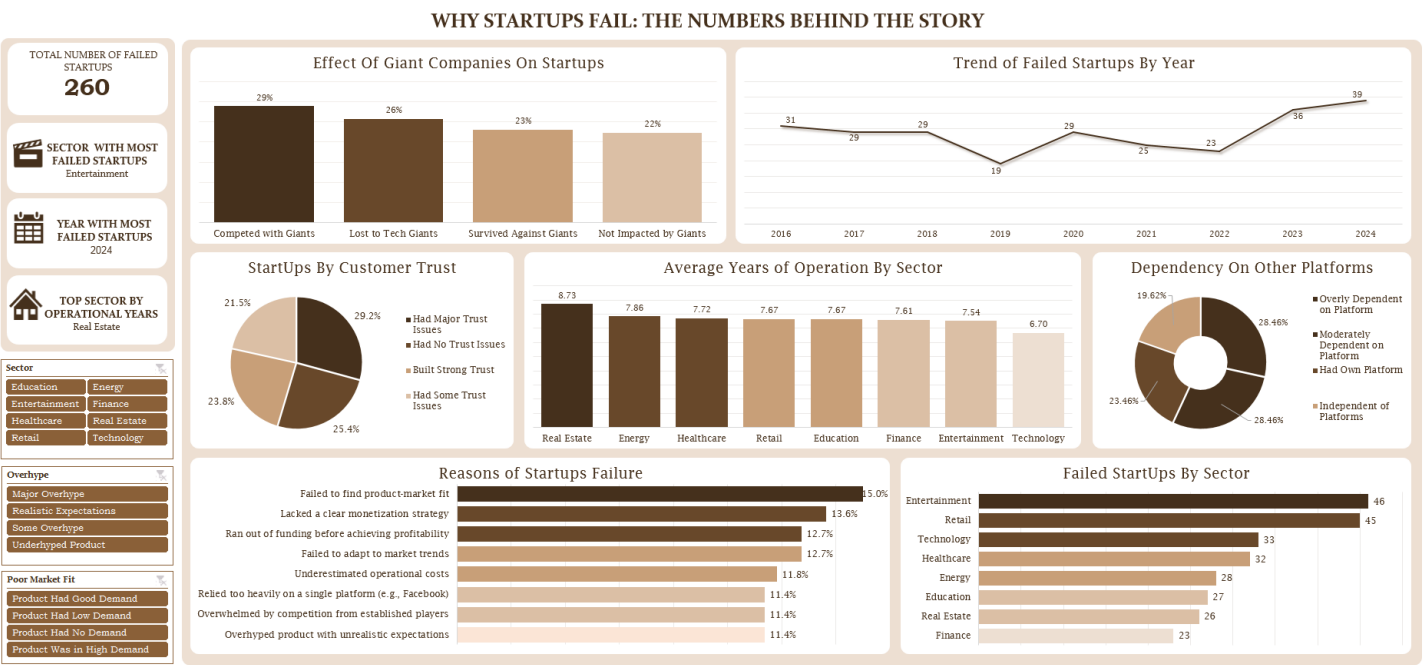 WHY STARTUPS FAIL: THE NUMBERS BEHIND THE STORY
TOTAL NUMBER OF FAILED
STARTUPS
260
SECTOR WITH MOST
FAILED STARTUPS
Entertainment
YEAR WITH MOST
FAILED STARTUPS
2024
TOP SECTOR BY
OPERATIONAL YEARS
Real Estate
Sector
Education Energy
Entertainment Finance
Healthcare Real Estate
Retail Technology
Overhype
Major Overhype
Realistic Expectations
Some Overhype
Underhyped Product
Poor Market Fit
Product Had Good Demand
Product Had Low Demand
Product Had No Demand
Product Was in High Demand
Effect Of Giant Companies On Startups
29%
26%
23%
22%
Competed with Giants Lost to Tech Giants Survived Against Giants Not Impacted by Giants
Trend of Failed Startups By Year
31
29
29
19
29
25
23
36
39
2016 2017 2018 2019 2020 2021 2022 2023 2024
StartUps By Customer Trust
21.5%
29.2%
23.8%
25.4%
Had Major Trust
Issues
Had No Trust Issues
Built Strong Trust
Had Some Trust
Issues
Average Years of Operation By Sector
8.73
7.86
7.72
7.67
7.67
7.61
7.54
6.70
Real Estate Energy Healthcare Retail Education Finance Entertainment Technology
Dependency On Other Platforms
19.62%
28.46%
23.46%
28.46%
Overly Dependent
on Platform
Moderately
Dependent on
Platform
Had Own Platform
Independent of
Platforms
Reasons of Startups Failure
Failed to find product-market fit 15.0%
Lacked a clear monetization strategy 13.6%
Ran out of funding before achieving profitability 12.7%
Failed to adapt to market trends 12.7%
Underestimated operational costs 11.8%
Relied too heavily on a single platform (e.g., Facebook) 11.4%
Overwhelmed by competition from established players 11.4%
Overhyped product with unrealistic expectations 11.4%
Failed StartUps By Sector
Entertainment 46
Retail 45
Technology 33
Healthcare 32
Energy 28
Education 27
Real Estate 26
Finance 23